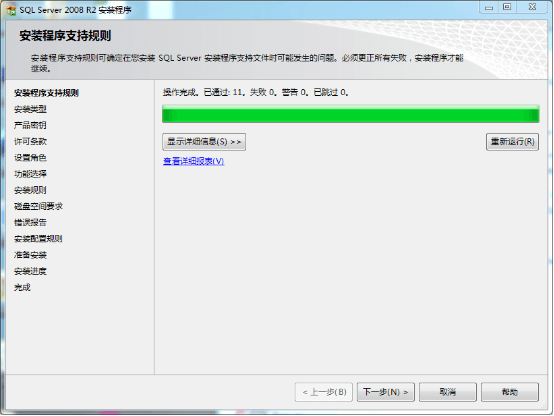 SQL Server 2008 R2 安装程序
安装程序支持规则
安装程序支持规则可确定在您安装 SQL Server 安装程序支持文件时可能发生的问题。必须更正所有失败，安装程序才能
继续。
安装程序支持规则
安装类型
产品密钥
许可条款
设置角色
功能选择
安装规则
磁盘空间要求
错误报告
安装配置规则
准备安装
安装进度
完成
操作完成。已通过: 11。失败 0。警告 0。已跳过 0。
显示详细信息(S) >>
重新运行(R)
查看详细报表(V)
< 上一步(B)
下一步(N) >
取消
帮助